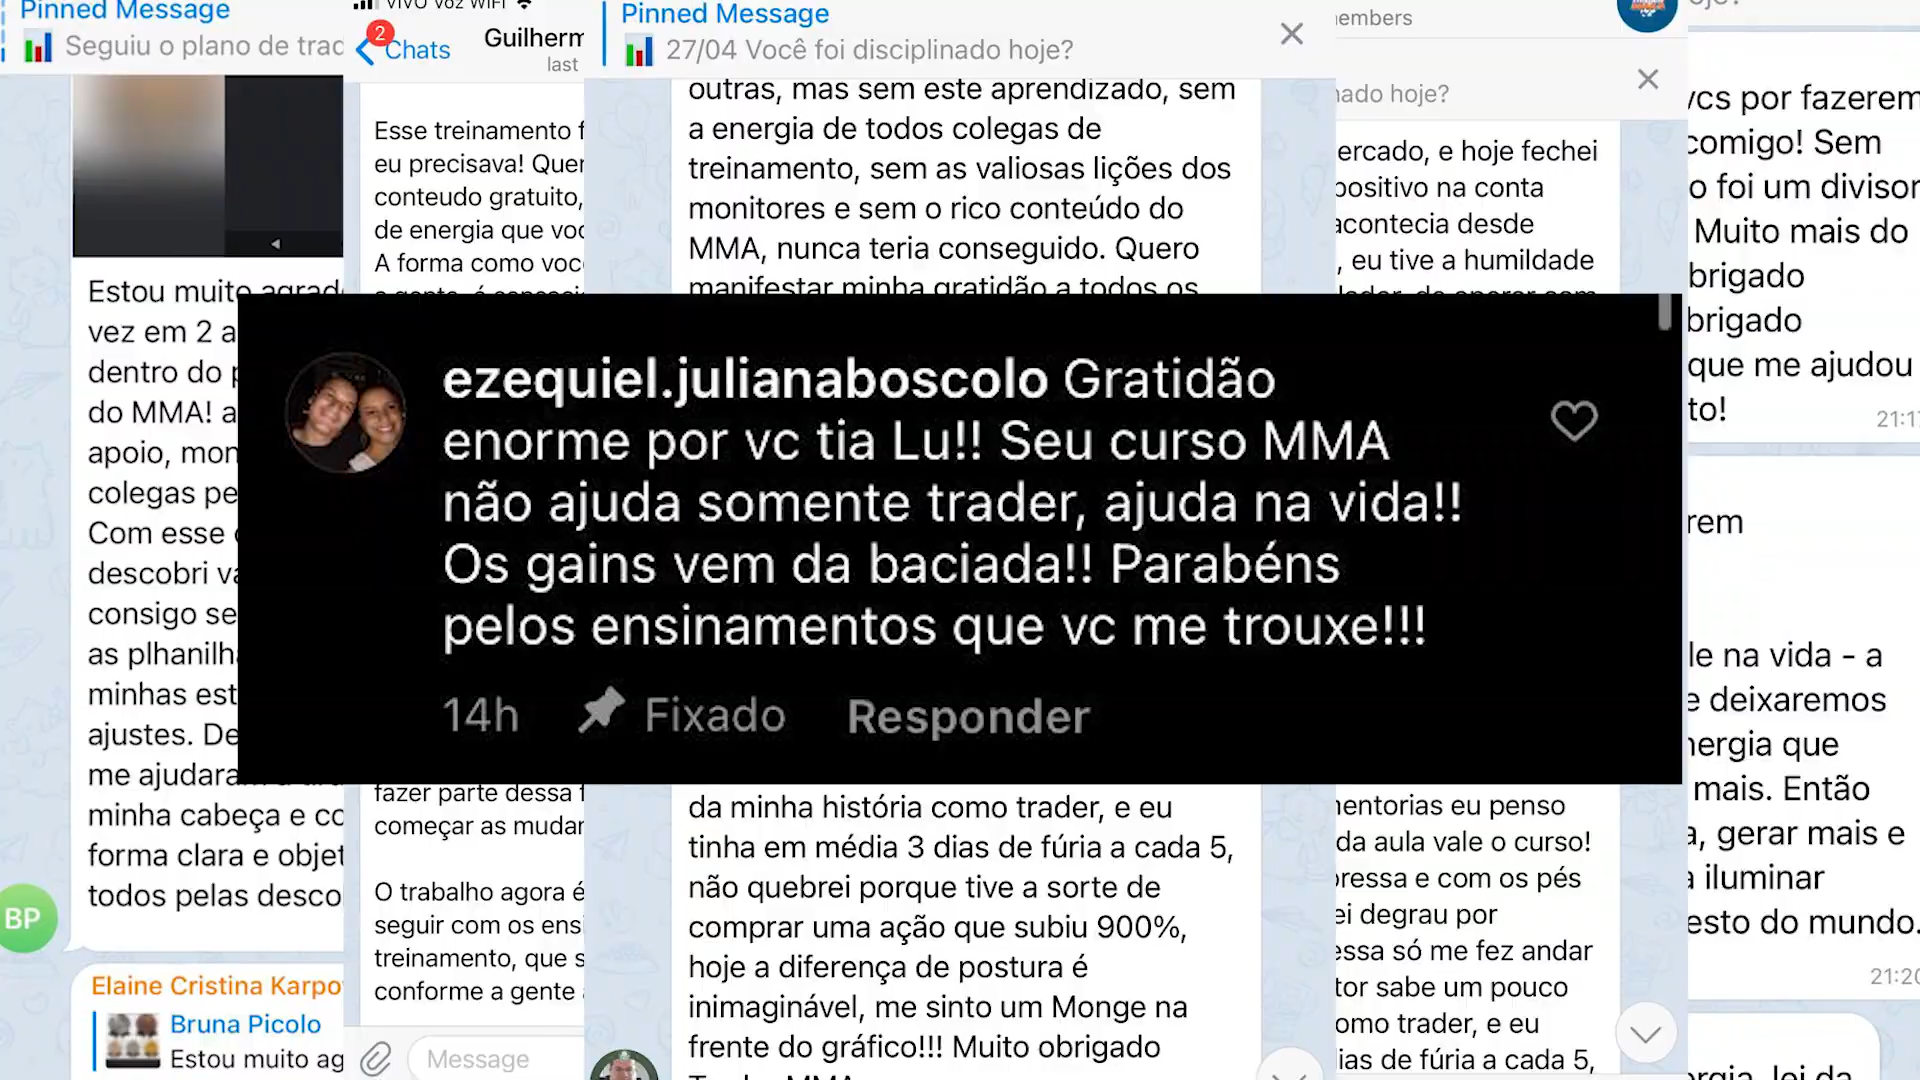 Pinned Message
Seguiu o plano de trad
Estou muito agrad
vez em 2 a
dentro do
do MMA! a
apoio, mon
colegas pe
Com esse
descobri va
consigo se
as plhanilh
minhas est
ajustes. De
me ajudara
minha cabeça e co
forma clara e objet
todos pelas desco
BP
Elaine Cristina Karpo
Bruna Picolo
Estou muito ag
VIVO Voz WiFi
2
Chats
Guilherm
last
Esse treinamento f
eu precisava! Quer
conteudo gratuito,
de energia que voc
A forma como voc
fazer parte dessa f
começar as mudan
O trabalho agora é
seguir com os ensi
treinamento, que s
conforme a gente
Message
Pinned Message
27/04 Você foi disciplinado hoje?
outras, mas sem este aprendizado, sem
a energia de todos colegas de
treinamento, sem as valiosas lições dos
monitores e sem o rico conteúdo do
MMA, nunca teria conseguido. Quero
manifestar minha gratidão a todos os
ezequiel.julianaboscolo Gratidão
enorme por vc tia Lu!! Seu curso MMA
não ajuda somente trader, ajuda na vida!!
Os gains vem da baciada!! Parabéns
pelos ensinamentos que vc me trouxe!!!
14h Fixado Responder
da minha história como trader, e eu
tinha em média 3 dias de fúria a cada 5,
não quebrei porque tive a sorte de
comprar uma ação que subiu 900%,
hoje a diferença de postura é
inimaginável, me sinto um Monge na
frente do gráfico!!! Muito obrigado
embers
nado hoje?
ercado, e hoje fechei
positivo na conta
acontecia desde
, eu tive a humildade
mentorias eu penso
da aula vale o curso!
pressa e com os pés
ei degrau por
essa só me fez andar
tor sabe um pouco
omo trader, e eu
dias de fúria a cada 5,
vcs por fazerem
comigo! Sem
o foi um divisor
Muito mais do
brigado
brigado
que me ajudou
to!
21:17
rem
le na vida - a
e deixaremos
nergia que
mais. Então
a, gerar mais e
a iluminar
esto do mundo.
21:20